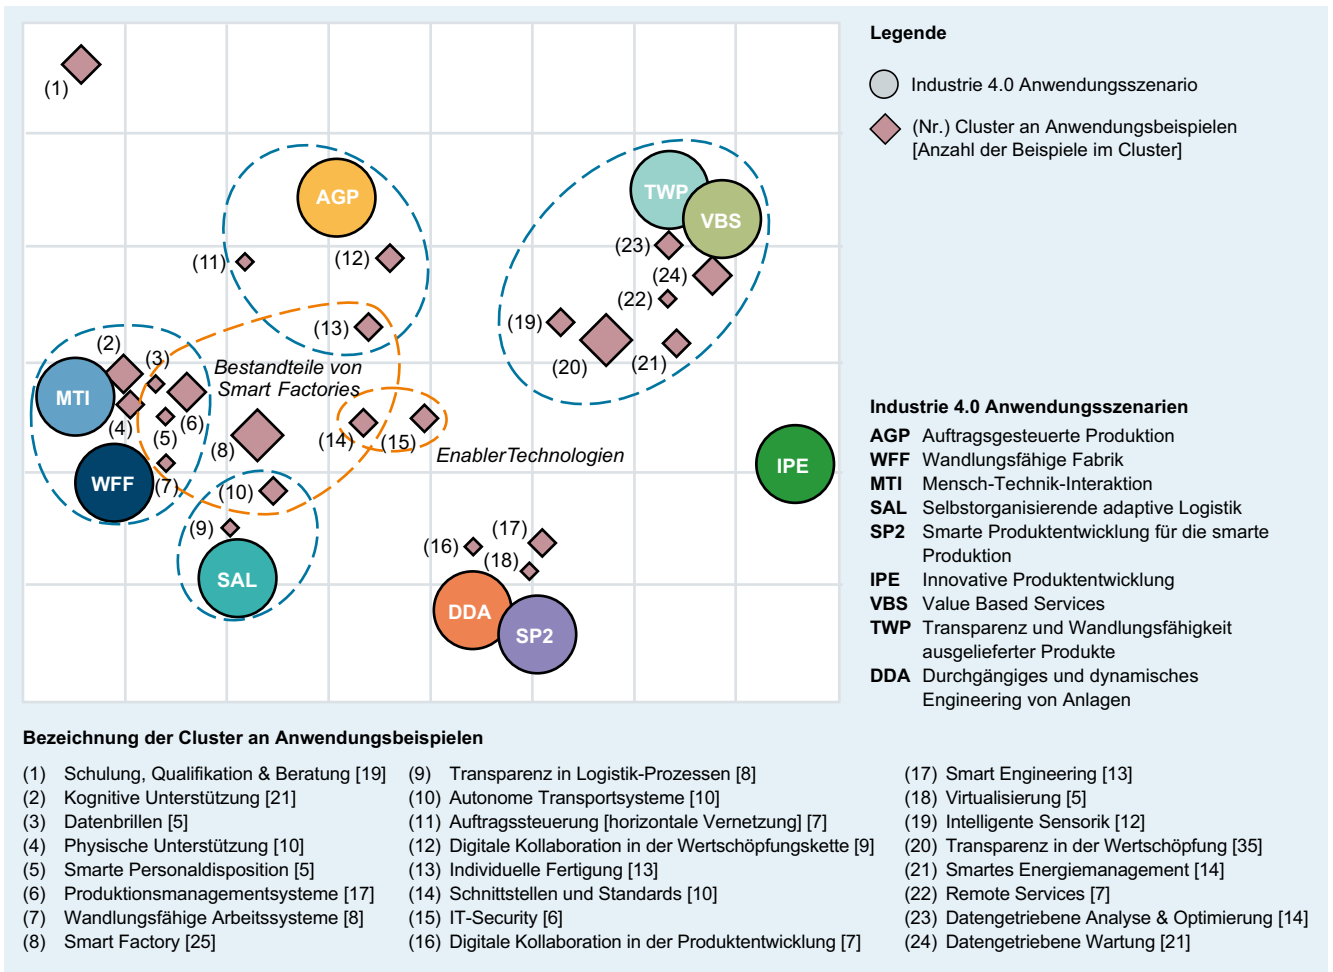 (1)
AGP
TWP
VBS
(11)
(12)
(23)
(24)
(22)
(13)
(19)
(20)
(21)
(2)
(3)
Bestandteile von
Smart Factories
MTI
(4)
(5)
(6)
(8)
(14)
(15)
EnablerTechnologien
WFF
(7)
(10)
IPE
(9)
(16)
(17)
(18)
SAL
DDA
SP2
Legende
Industrie 4.0 Anwendungsszenario
(Nr.) Cluster an Anwendungsbeispielen
[Anzahl der Beispiele im Cluster]
Industrie 4.0 Anwendungsszenarien
AGP Auftragsgesteuerte Produktion
WFF Wandlungsfähige Fabrik
MTI Mensch-Technik-Interaktion
SAL Selbstorganisierende adaptive Logistik
SP2 Smarte Produktentwicklung für die smarte
Produktion
IPE Innovative Produktentwicklung
VBS Value Based Services
TWP Transparenz und Wandlungsfähigkeit
ausgelieferter Produkte
DDA Durchgängiges und dynamisches
Engineering von Anlagen
Bezeichnung der Cluster an Anwendungsbeispielen
(1) Schulung, Qualifikation & Beratung [19]
(2) Kognitive Unterstützung [21]
(3) Datenbrillen [5]
(4) Physische Unterstützung [10]
(5) Smarte Personaldisposition [5]
(6) Produktionsmanagementsysteme [17]
(7) Wandlungsfähige Arbeitssysteme [8]
(8) Smart Factory [25]
(9) Transparenz in Logistik-Prozessen [8]
(10) Autonome Transportsysteme [10]
(11) Auftragssteuerung [horizontale Vernetzung] [7]
(12) Digitale Kollaboration in der Wertschöpfungskette [9]
(13) Individuelle Fertigung [13]
(14) Schnittstellen und Standards [10]
(15) IT-Security [6]
(16) Digitale Kollaboration in der Produktentwicklung [7]
(17) Smart Engineering [13]
(18) Virtualisierung [5]
(19) Intelligente Sensorik [12]
(20) Transparenz in der Wertschöpfung [35]
(21) Smartes Energiemanagement [14]
(22) Remote Services [7]
(23) Datengetriebene Analyse & Optimierung [14]
(24) Datengetriebene Wartung [21]